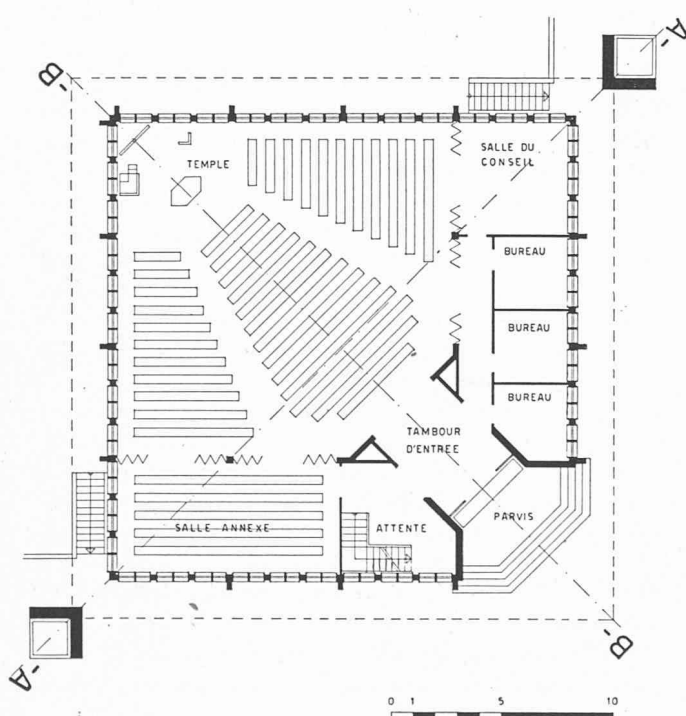 A-
B-
SALLE DU
CONSEIL
TEMPLE
BUREAU
BUREAU
BUREAU
TAMBOUR
D'ENTREE
PARVIS
SALLE ANNEXE
ATTENTE
B-
-A
0 1 5 10